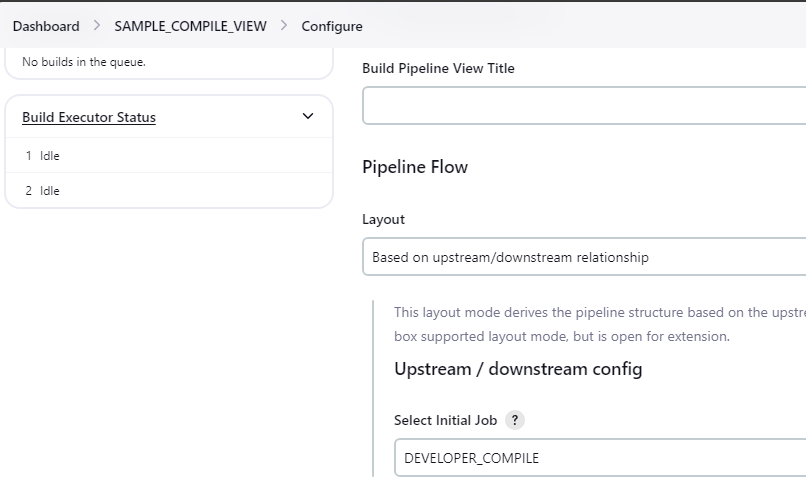 Dashboard > SAMPLE_COMPILE_VIEW > Configure
No builds in the queue.
Build Executor Status
1 Idle
2 Idle
Build Pipeline View Title
Pipeline Flow
Layout
Based on upstream/downstream relationship
This layout mode derives the pipeline structure based on the
box supported layout mode, but is open for extension.
Upstream / downstream config
Select Initial Job ?
DEVELOPER_COMPILE